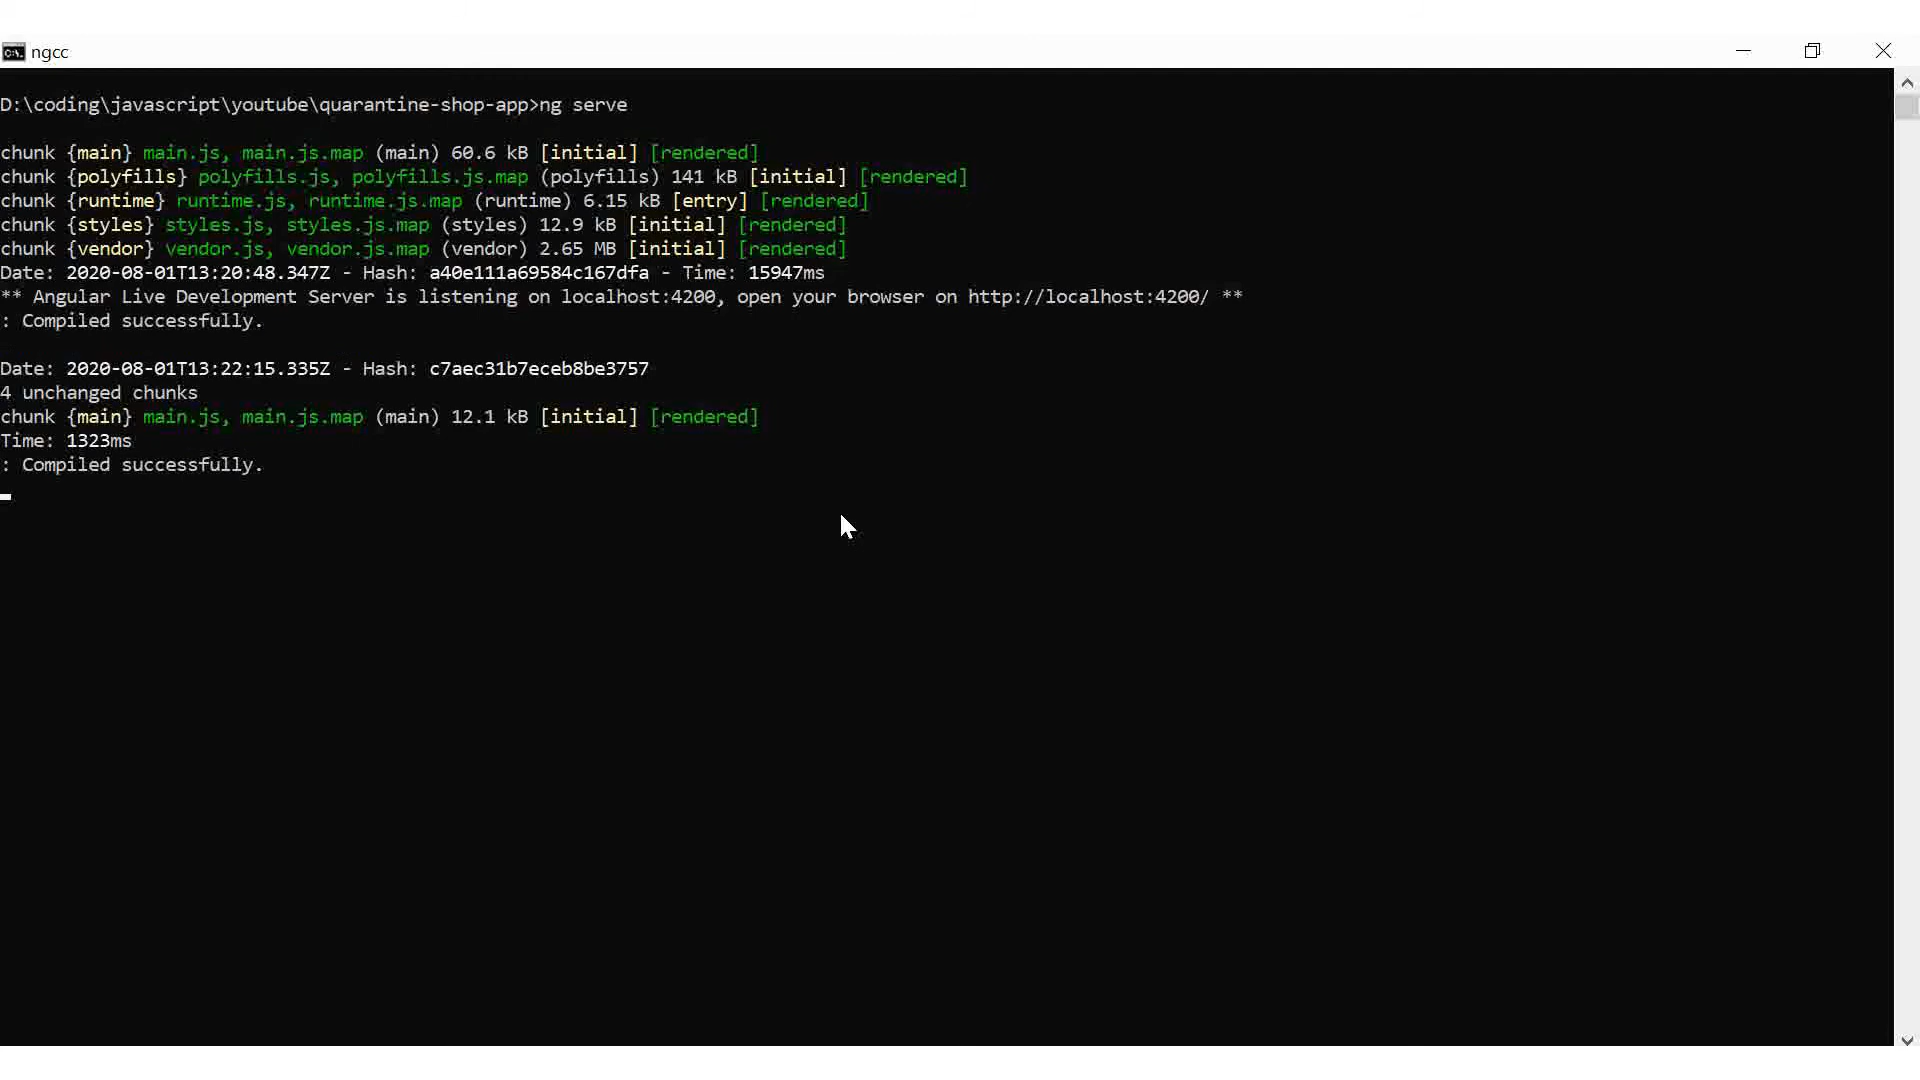 ngcc
D:\coding\javascript\youtube\quarantine-shop-app>ng serve
chunk {main} main.js, main.js.map (main) 60.6 kB [initial] [rendered]
chunk {polyfills} polyfills.js, polyfills.js.map (polyfills) 141 kB [initial] [rendered]
chunk {runtime} runtime.js, runtime.js.map (runtime) 6.15 kB [entry] [rendered]
chunk {styles} styles.js, styles.js.map (styles) 12.9 kB [initial] [rendered]
chunk {vendor} vendor.js, vendor.js.map (vendor) 2.65 MB [initial] [rendered]
Date: 2020-08-01T13:20:48.347Z - Hash: a40e111a69584c167dfa - Time: 15947ms
** Angular Live Development Server is listening on localhost:4200, open your browser on http://localhost:4200/ **
: Compiled successfully.
Date: 2020-08-01T13:22:15.335Z - Hash: c7aec31b7eceb8be3757
4 unchanged chunks
chunk {main} main.js, main.js.map (main) 12.1 kB [initial] [rendered]
Time: 1323ms
: Compiled successfully.